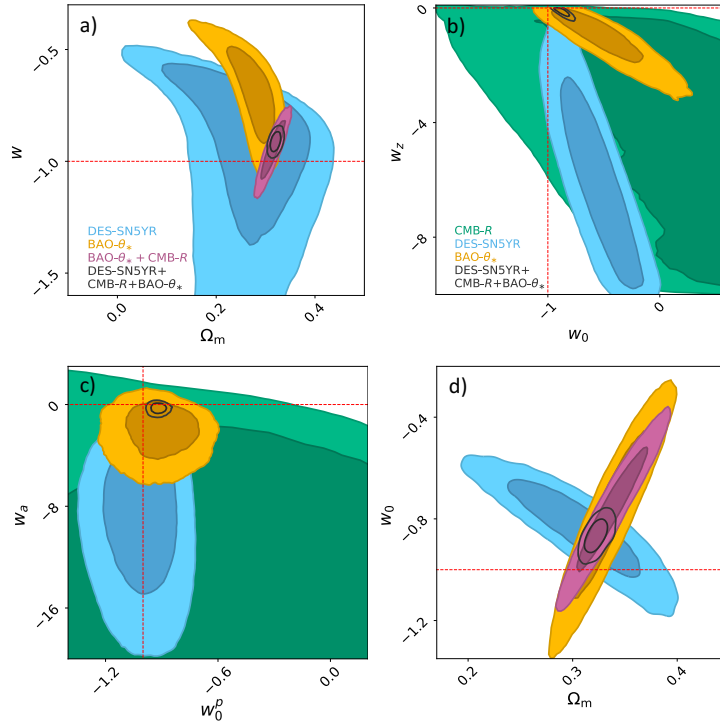 a)
−0.5
−1.0
−1.5
w
DES-SN5YR
BAO-θ*
BAO-θ* + CMB-R
DES-SN5YR+
CMB-R+BAO-θ*
0.0
0.2
0.4
Ωm
b)
0
−4
−8
wz
CMB-R
DES-SN5YR
BAO-θ*
DES-SN5YR+
CMB-R+BAO-θ*
−1
0
w0
c)
0
−8
−16
wa
−1.2
−0.6
0.0
w0p
d)
−0.4
−0.8
−1.2
w0
0.2
0.3
0.4
Ωm